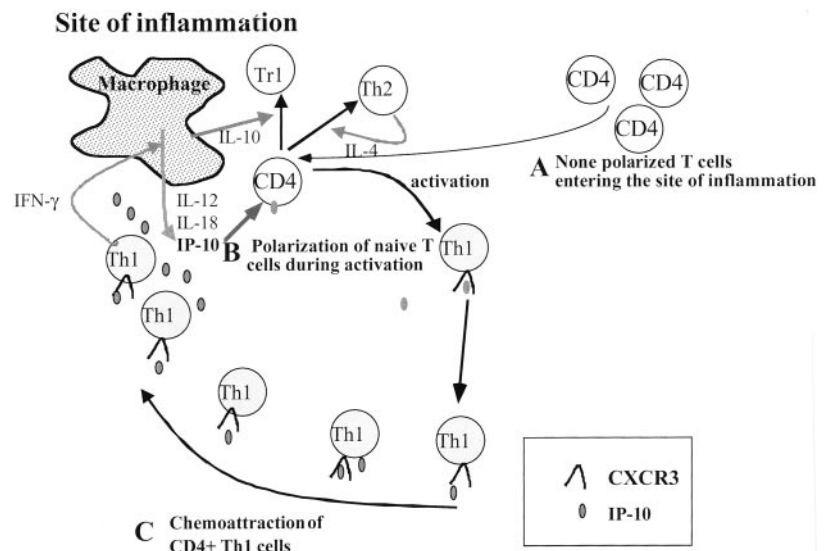 Site of inflammation
Macrophage
Tr1
Th2
CD4
CD4
CD4
IL-10
IL-4
CD4
A None polarized T cells
entering the site of inflammation
activation
IFN-γ
IL-12
IL-18
IP-10
B Polarization of naive T
cells during activation
Th1
Th1
Th1
Th1
Th1
Th1
CXCR3
IP-10
C Chemoattraction of
CD4+ Th1 cells